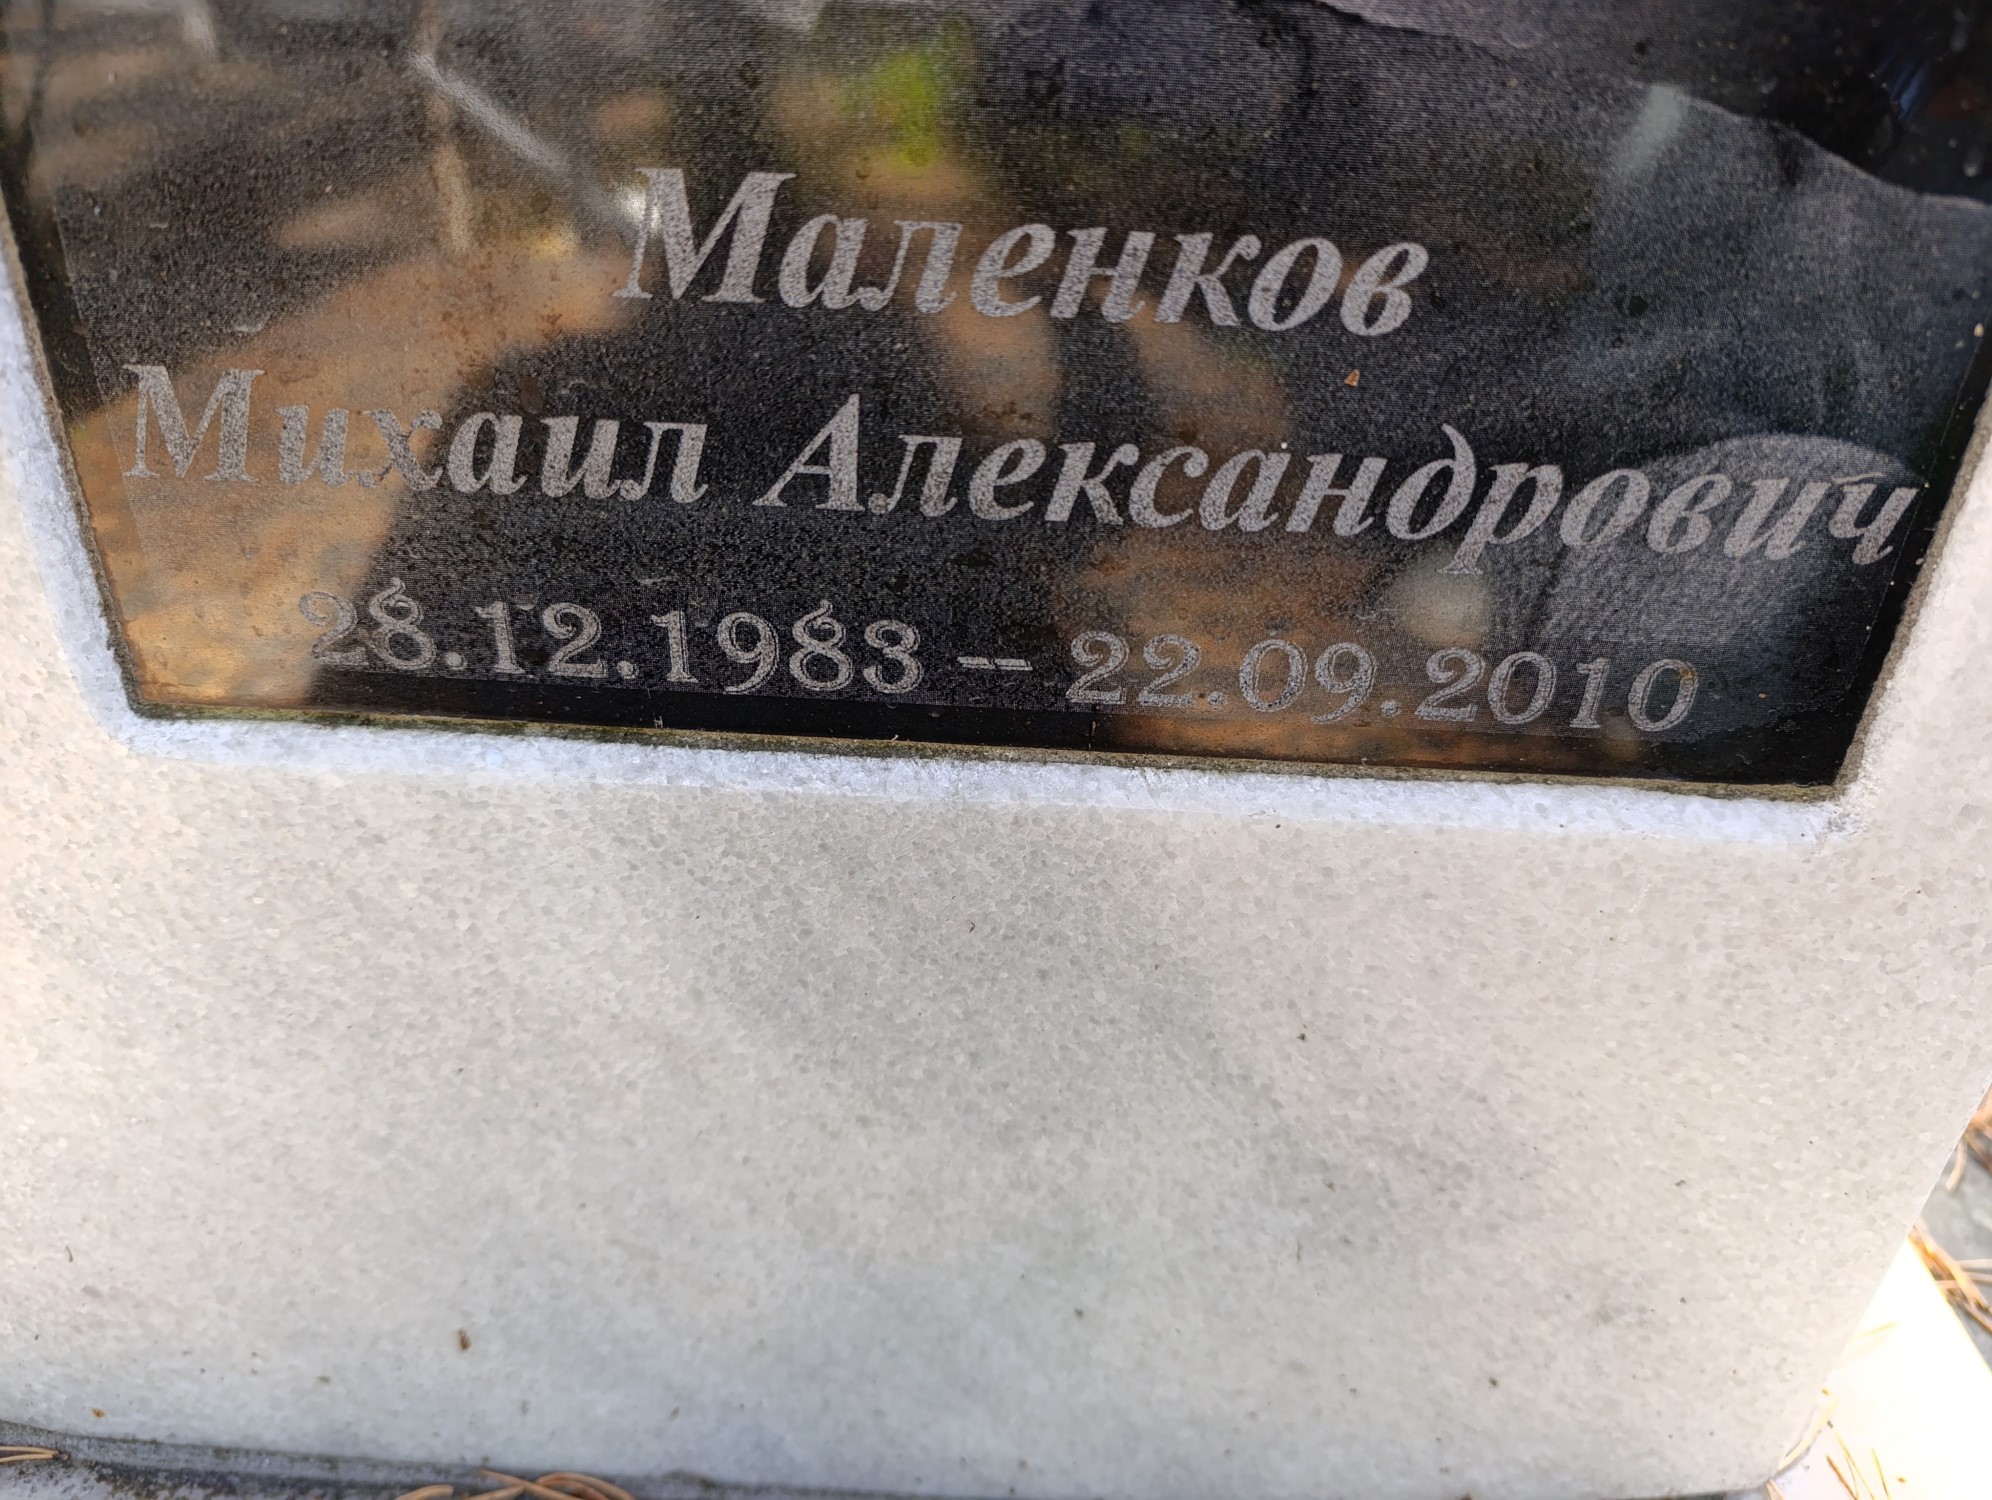 Маленков
Михаил Александрович
28.12.1983 -- 22.09.2010